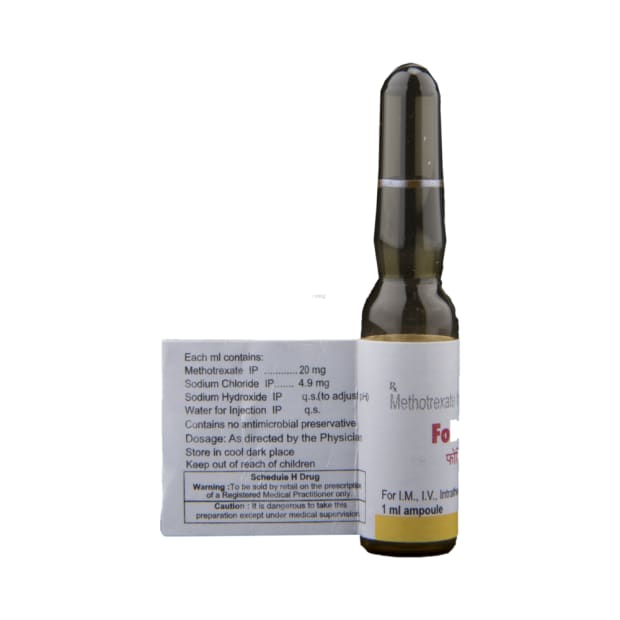 Each ml contains:
Methotrexate IP ............ 20 mg
Sodium Chloride IP....... 4.9 mg
Sodium Hydroxide IP q.s.(to adjust pH)
Water for Injection IP q.s.
Contains no antimicrobial preservative
Dosage: As directed by the Physician
Store in cool dark place
Keep out of reach of children
Schedule H Drug
Warning :To be sold by retail on the prescription
of a Registered Medical Practitioner only.
Caution : It is dangerous to take this
preparation except under medical supervision
℞
Methotrexate
Fo
फो
For I.M., I.V., Intrathe
1 ml ampoule